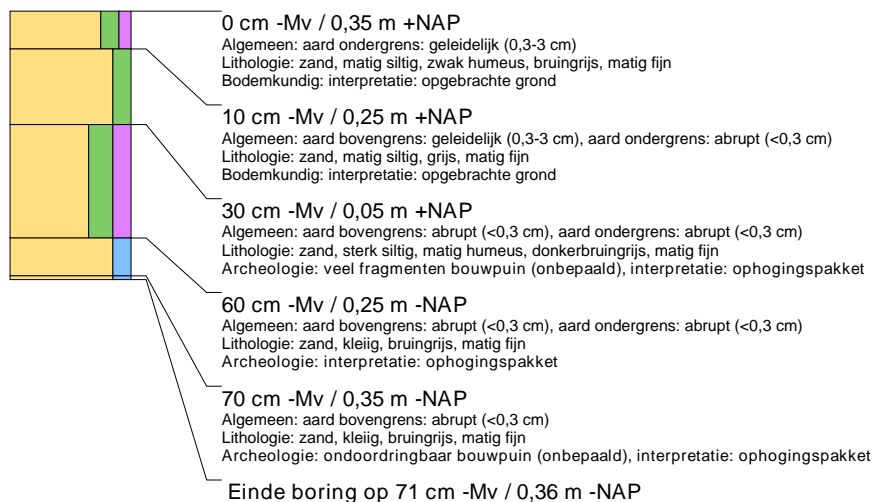 0 cm -Mv / 0,35 m +NAP
Algemeen: aard ondergrens: geleidelijk (0,3-3 cm)
Lithologie: zand, matig siltig, zwak humeus, bruingrijs, matig fijn
Bodemkundig: interpretatie: opgebrachte grond
10 cm -Mv / 0,25 m +NAP
Algemeen: aard bovengrens: geleidelijk (0,3-3 cm), aard ondergrens: abrupt (<0,3 cm)
Lithologie: zand, matig siltig, grijs, matig fijn
Bodemkundig: interpretatie: opgebrachte grond
30 cm -Mv / 0,05 m +NAP
Algemeen: aard bovengrens: abrupt (<0,3 cm), aard ondergrens: abrupt (<0,3 cm)
Lithologie: zand, sterk siltig, matig humeus, donkerbruingrijs, matig fijn
Archeologie: veel fragmenten bouwpuin (onbepaald), interpretatie: ophogingspakket
60 cm -Mv / 0,25 m -NAP
Algemeen: aard bovengrens: abrupt (<0,3 cm), aard ondergrens: abrupt (<0,3 cm)
Lithologie: zand, kleiig, bruingrijs, matig fijn
Archeologie: interpretatie: ophogingspakket
70 cm -Mv / 0,35 m -NAP
Algemeen: aard bovengrens: abrupt (<0,3 cm)
Lithologie: zand, kleiig, bruingrijs, matig fijn
Archeologie: ondoordringbaar bouwpuin (onbepaald), interpretatie: ophogingspakket
Einde boring op 71 cm -Mv / 0,36 m -NAP